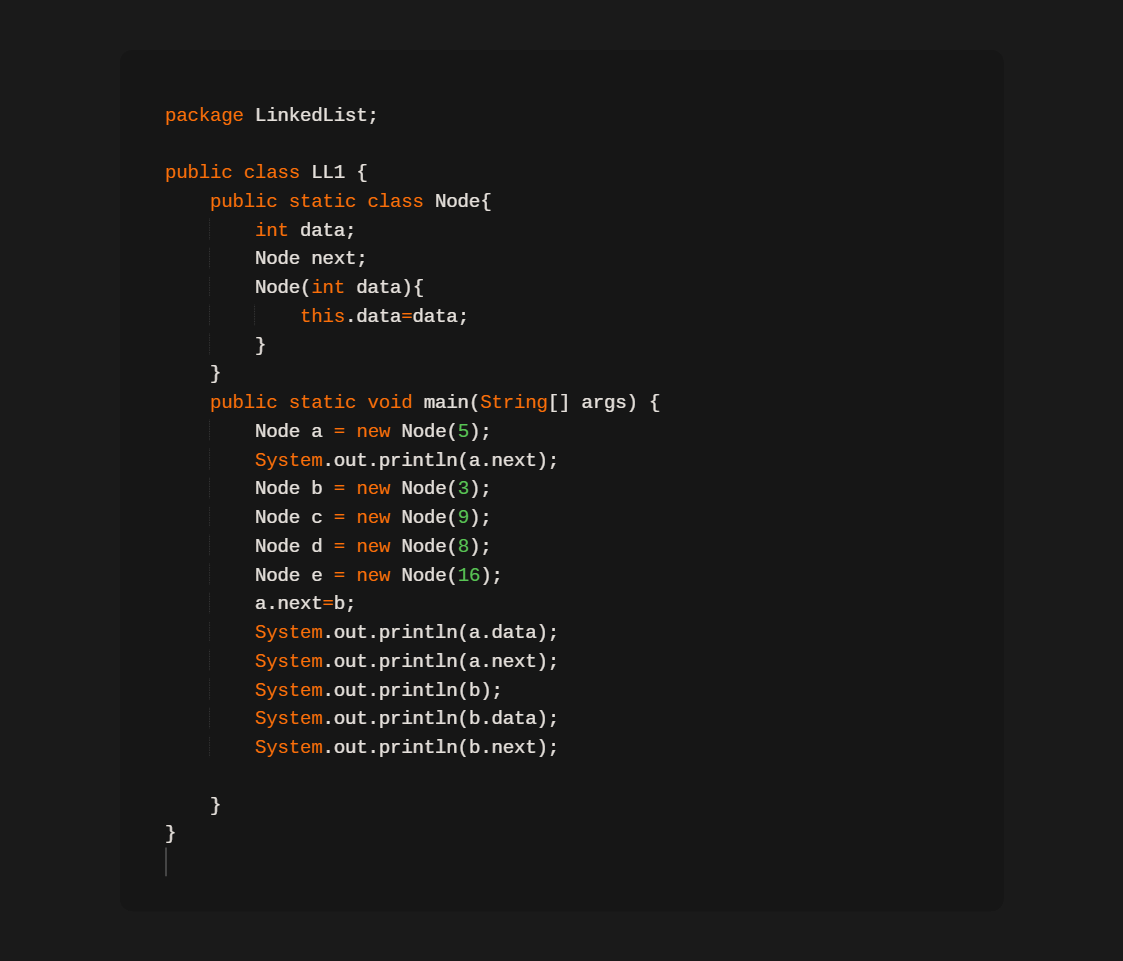 package LinkedList;
public class LL1 {
    public static class Node{
        int data;
        Node next;
        Node(int data){
            this.data=data;
        }
    }
    public static void main(String[] args) {
        Node a = new Node(5);
        System.out.println(a.next);
        Node b = new Node(3);
        Node c = new Node(9);
        Node d = new Node(8);
        Node e = new Node(16);
        a.next=b;
        System.out.println(a.data);
        System.out.println(a.next);
        System.out.println(b);
        System.out.println(b.data);
        System.out.println(b.next);
    }
}